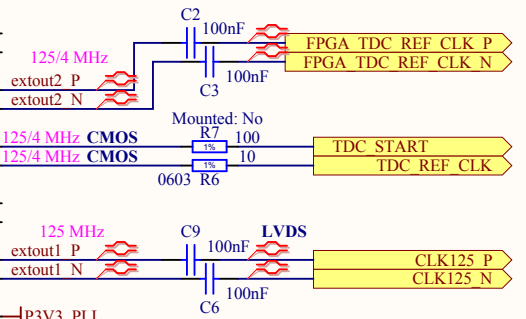 C2
100nF
FPGA_TDC_REF_CLK_P
125/4 MHz
FPGA_TDC_REF_CLK_N
extout2_P
C3
100nF
extout2_N
Mounted: No
125/4 MHz CMOS
R7
1%
100
TDC_START
125/4 MHz CMOS
1%
10
TDC_REF_CLK
0603 R6
125 MHz
C9
100nF
LVDS
extout1_P
CLK125_P
extout1_N
CLK125_N
100nF
C6
P3V3_PLL